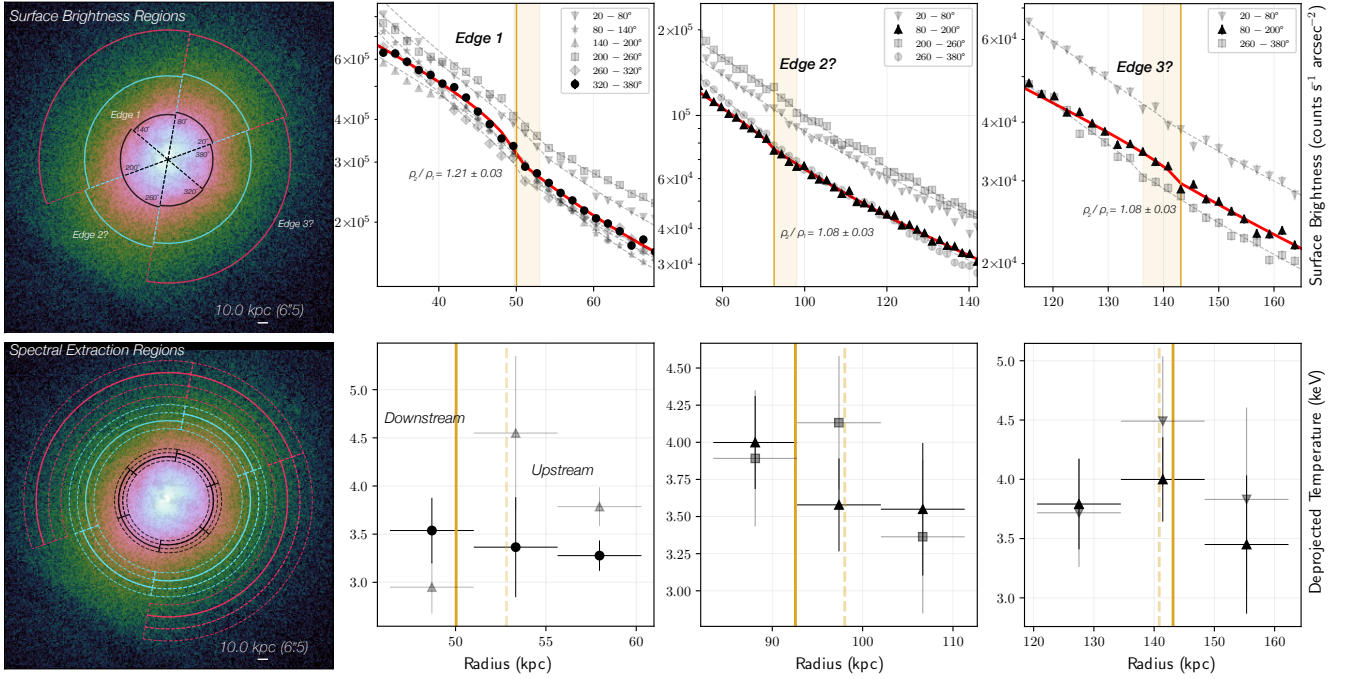 Surface Brightness Regions
Edge 1
140°
80°
20°
380°
200°
320°
260°
Edge 2?
Edge 3?
10.0 kpc (6".5)
6×10⁵
4×10⁵
3×10⁵
2×10⁵
40
50
60
Edge 1
20 − 80°
80 − 140°
140 − 200°
200 − 260°
260 − 320°
320 − 380°
ρ₂/ρ₁ = 1.21 ± 0.03
2×10⁵
10⁵
6×10⁴
4×10⁴
3×10⁴
80
100
120
140
Edge 2?
20 − 80°
80 − 200°
200 − 260°
260 − 380°
ρ₂/ρ₁ = 1.08 ± 0.03
6×10⁴
4×10⁴
3×10⁴
2×10⁴
120
130
140
150
160
Edge 3?
20 − 80°
80 − 200°
260 − 380°
ρ₂/ρ₁ = 1.08 ± 0.03
Surface Brightness (counts s⁻¹ arcsec⁻²)
Spectral Extraction Regions
10.0 kpc (6".5)
5.0
4.5
4.0
3.5
3.0
50
55
60
Radius (kpc)
Downstream
Upstream
4.50
4.25
4.00
3.75
3.50
3.25
3.00
90
100
110
Radius (kpc)
5.0
4.5
4.0
3.5
3.0
120
130
140
150
160
Radius (kpc)
Deprojected Temperature (keV)